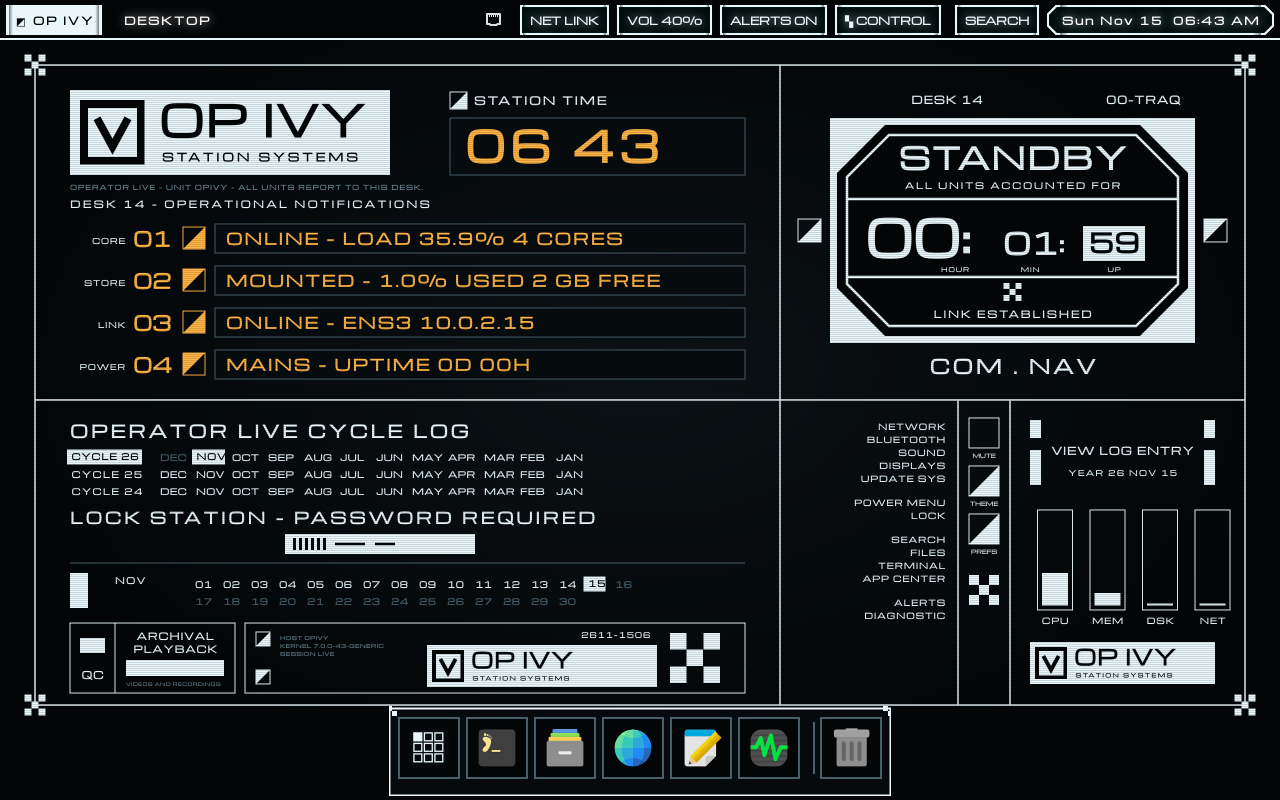 OP IVY
DESKTOP
NET LINK
VOL 40%
ALERTS ON
CONTROL
SEARCH
Sun Nov 15 06:43 AM
OP IVY
STATION SYSTEMS
STATION TIME
06 43
OPERATOR LIVE - UNIT OPIVY - ALL UNITS REPORT TO THIS DESK.
DESK 14 - OPERATIONAL NOTIFICATIONS
CORE 01 ONLINE - LOAD 35.9% 4 CORES
STORE 02 MOUNTED - 1.0% USED 2 GB FREE
LINK 03 ONLINE - ENS3 10.0.2.15
POWER 04 MAINS - UPTIME 0D 00H
DESK 14
00-TRAQ
STANDBY
ALL UNITS ACCOUNTED FOR
00: 01: 59
HOUR MIN UP
LINK ESTABLISHED
COM . NAV
OPERATOR LIVE CYCLE LOG
CYCLE 26 DEC NOV OCT SEP AUG JUL JUN MAY APR MAR FEB JAN
CYCLE 25 DEC NOV OCT SEP AUG JUL JUN MAY APR MAR FEB JAN
CYCLE 24 DEC NOV OCT SEP AUG JUL JUN MAY APR MAR FEB JAN
LOCK STATION - PASSWORD REQUIRED
NOV 01 02 03 04 05 06 07 08 09 10 11 12 13 14 15 16
17 18 19 20 21 22 23 24 25 26 27 28 29 30
QC
ARCHIVAL
PLAYBACK
VIDEOS AND RECORDINGS
HOST OPIVY
KERNEL 7.0.0-43-GENERIC
SESSION LIVE
2611-1506
OP IVY
STATION SYSTEMS
NETWORK
BLUETOOTH
SOUND
DISPLAYS
UPDATE SYS
POWER MENU
LOCK
SEARCH
FILES
TERMINAL
APP CENTER
ALERTS
DIAGNOSTIC
MUTE
THEME
PREFS
VIEW LOG ENTRY
YEAR 26 NOV 15
CPU MEM DSK NET
OP IVY
STATION SYSTEMS